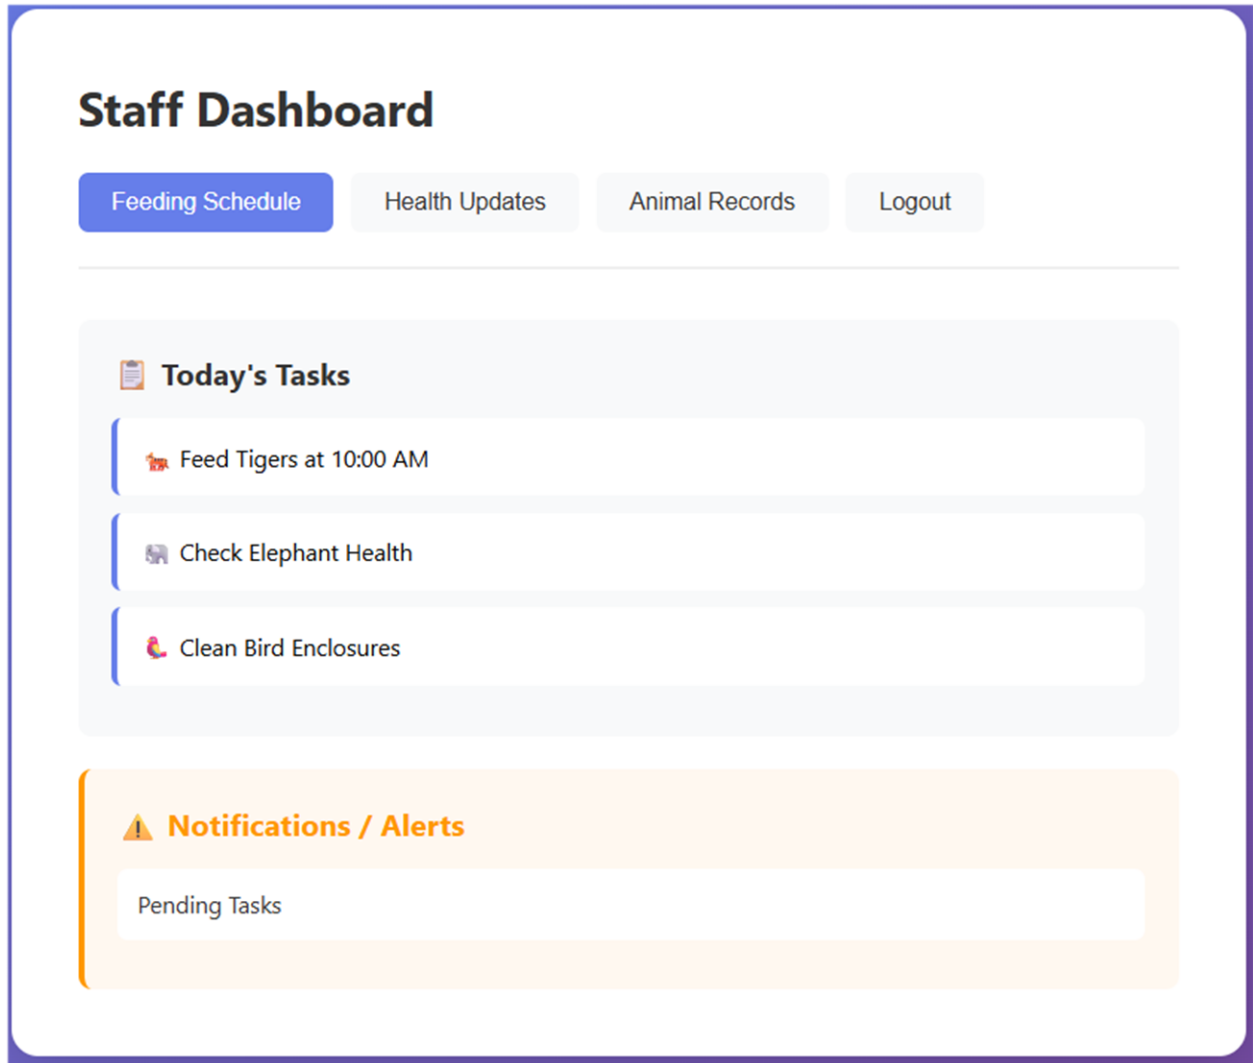 Staff Dashboard
Feeding Schedule Health Updates Animal Records Logout
Today's Tasks
Feed Tigers at 10:00 AM
Check Elephant Health
Clean Bird Enclosures
Notifications / Alerts
Pending Tasks